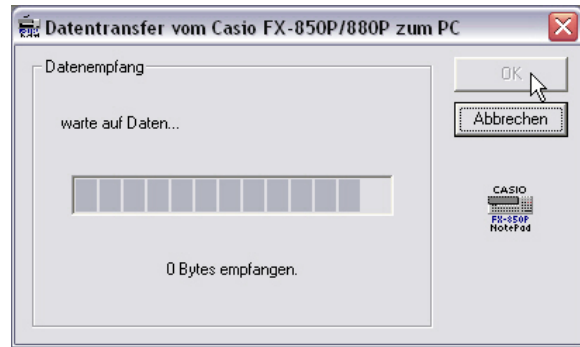 Datentransfer vom Casio FX-850P/880P zum PC
Datenempfang
OK
warte auf Daten...
Abbrechen
CASIO
FX-850P
NotePad
0 Bytes empfangen.